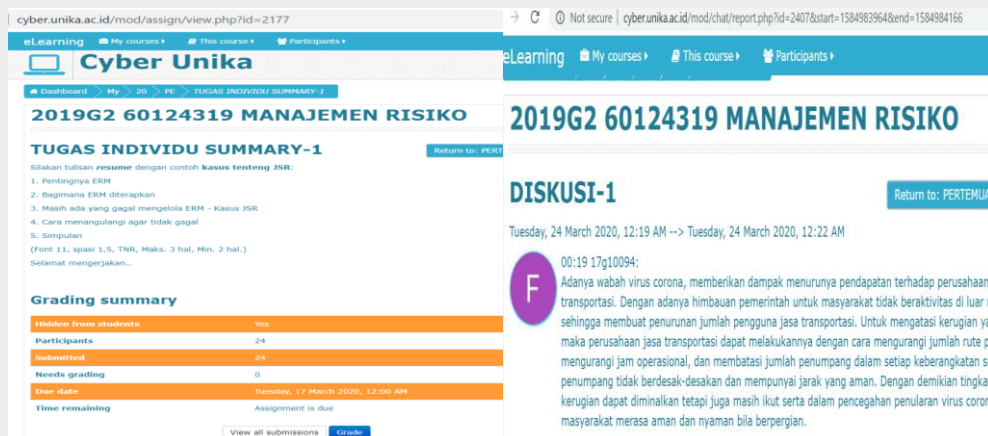 cyber.unika.ac.id/mod/assign/view.php?id=2177
eLearning My courses This course Participants
Cyber Unika
Dashboard My 20 PE TUGAS INDIVIDU SUMMARY-1
2019G2 60124319 MANAJEMEN RISIKO
TUGAS INDIVIDU SUMMARY-1
Return to: PERT
Silakan tulisan resume dengan contoh kasus tenteng JSR:
1. Pentingnya ERM
2. Bagimana ERM diterapkan
3. Masih ada yang gagal mengelola ERM - Kasus JSR
4. Cara menangulangi agar tidak gagal
5. Simpulan
(Font 11, spasi 1,5, TNR, Maks. 3 hal, Min. 2 hal.)
Selamat mengerjakan..
Grading summary
Hidden from students Yes
Participants 24
Submitted 24
Needs grading 0
Due date Tuesday, 17 March 2020, 12:00 AM
Time remaining Assignment is due
View all submissions Grade
Not secure cyber.unika.ac.id/mod/chat/report.php?id=2407&start=1584983964&end=1584984166
eLearning My courses This course Participants
2019G2 60124319 MANAJEMEN RISIKO
DISKUSI-1
Return to: PERTEMUA
Tuesday, 24 March 2020, 12:19 AM --> Tuesday, 24 March 2020, 12:22 AM
F
00:19 17g10094:
Adanya wabah virus corona, memberikan dampak menurunya pendapatan terhadap perusahaan
transportasi. Dengan adanya himbauan pemerintah untuk masyarakat tidak beraktivitas di luar
sehingga membuat penurunan jumlah pengguna jasa transportasi. Untuk mengatasi kerugian ya
maka perusahaan jasa transportasi dapat melakukannya dengan cara mengurangi jumlah rute p
mengurangi jam operasional, dan membatasi jumlah penumpang dalam setiap keberangkatan s
penumpang tidak berdesak-desakan dan mempunyai jarak yang aman. Dengan demikian tingka
kerugian dapat diminalkan tetapi juga masih ikut serta dalam pencegahan penularan virus coron
masyarakat merasa aman dan nyaman bila berpergian.